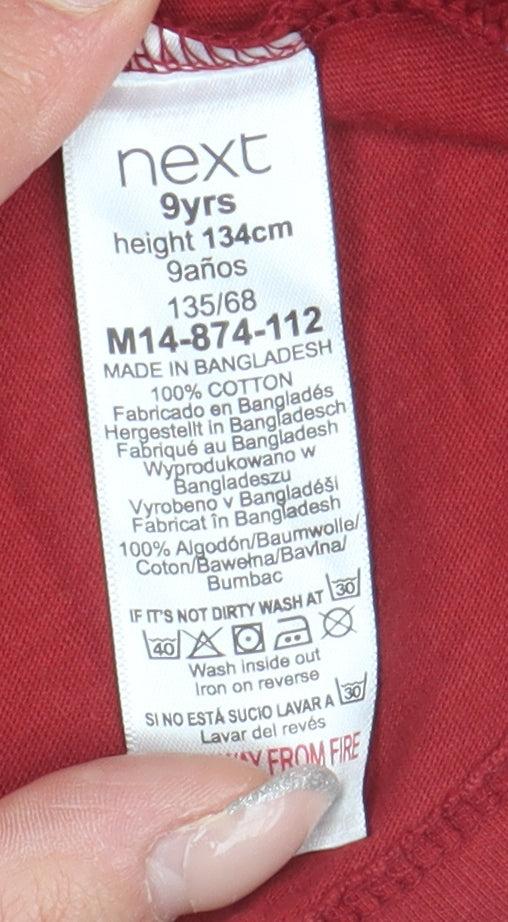 next
9yrs
height 134cm
9años
135/68
M14-874-112
MADE IN BANGLADESH
100% COTTON
Fabricado en Bangladés
Hergestellt in Bangladesch
Fabriqué au Bangladesh
Wyprodukowano w
Bangladeszu
Vyrobeno v Bangladéši
Fabricat în Bangladesh
100% Algodón/Baumwolle/
Coton/Bawełna/Bavlna/
Bumbac
IF IT'S NOT DIRTY WASH AT 30
40
Wash inside out
Iron on reverse
SI NO ESTÁ SUCIO LAVAR A 30
Lavar del revés
FROM FIRE